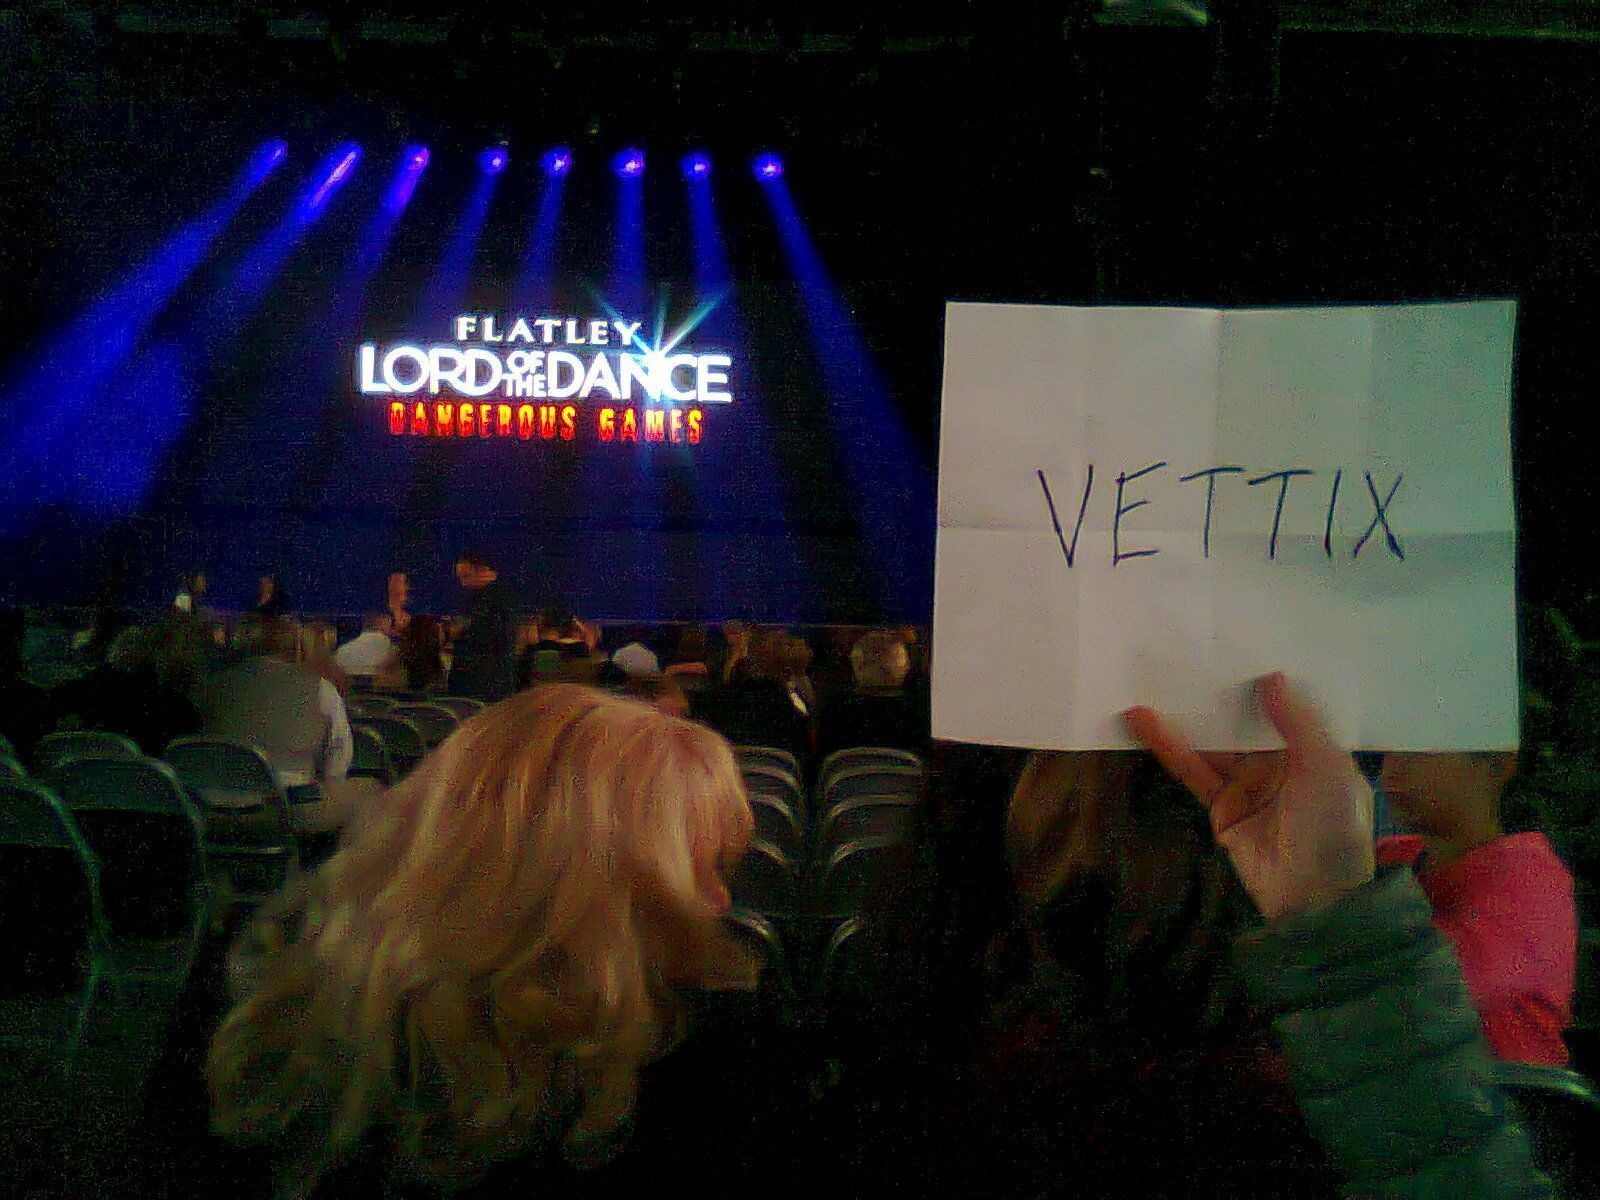 FLATLEY
LORD OF THE DANCE
DANGEROUS GAMES
VETTIX